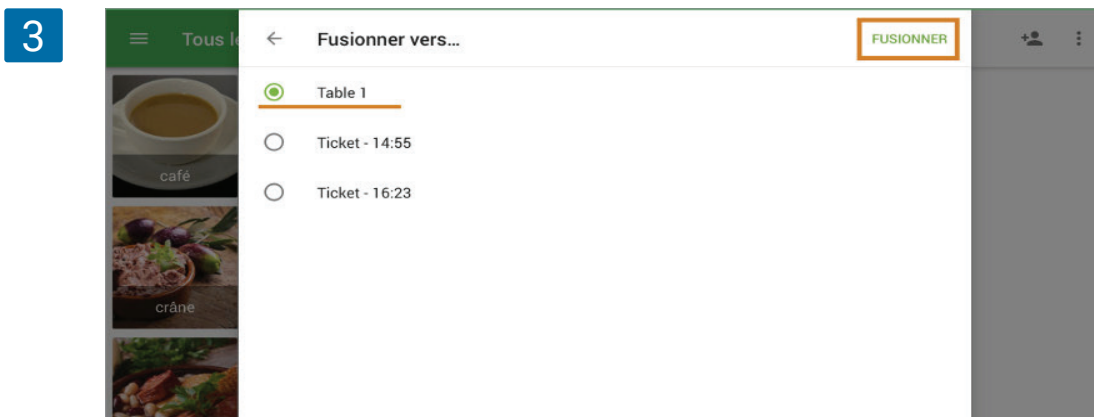 3
Tous le
Fusionner vers...
FUSIONNER
Table 1
Ticket - 14:55
Ticket - 16:23
café
crâne